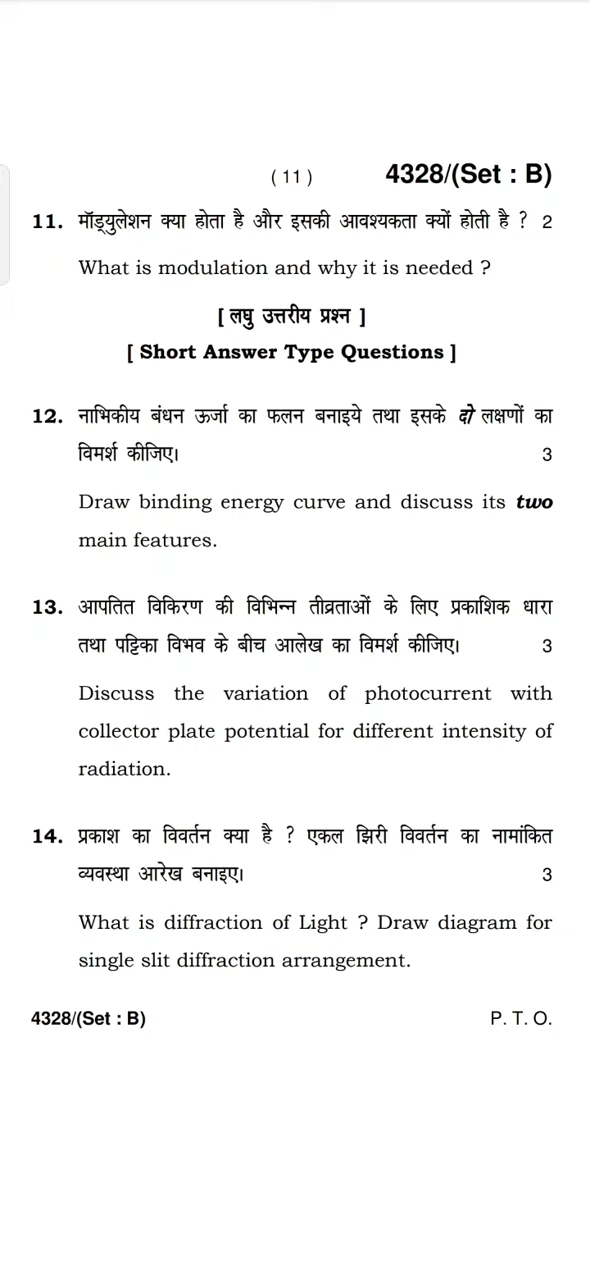 ( 11 ) 4328/(Set : B)
11. मॉड्युलेशन क्या होता है और इसकी आवश्यकता क्यों होती है ? 2
What is modulation and why it is needed ?
[ लघु उत्तरीय प्रश्न ]
[ Short Answer Type Questions ]
12. नाभिकीय बंधन ऊर्जा का फलन बनाइये तथा इसके दो लक्षणों का
विमर्श कीजिए। 3
Draw binding energy curve and discuss its two
main features.
13. आपतित विकिरण की विभिन्न तीव्रताओं के लिए प्रकाशिक धारा
तथा पट्टिका विभव के बीच आलेख का विमर्श कीजिए। 3
Discuss the variation of photocurrent with
collector plate potential for different intensity of
radiation.
14. प्रकाश का विवर्तन क्या है ? एकल झिरी विवर्तन का नामांकित
व्यवस्था आरेख बनाइए। 3
What is diffraction of Light ? Draw diagram for
single slit diffraction arrangement.
4328/(Set : B) P. T. O.